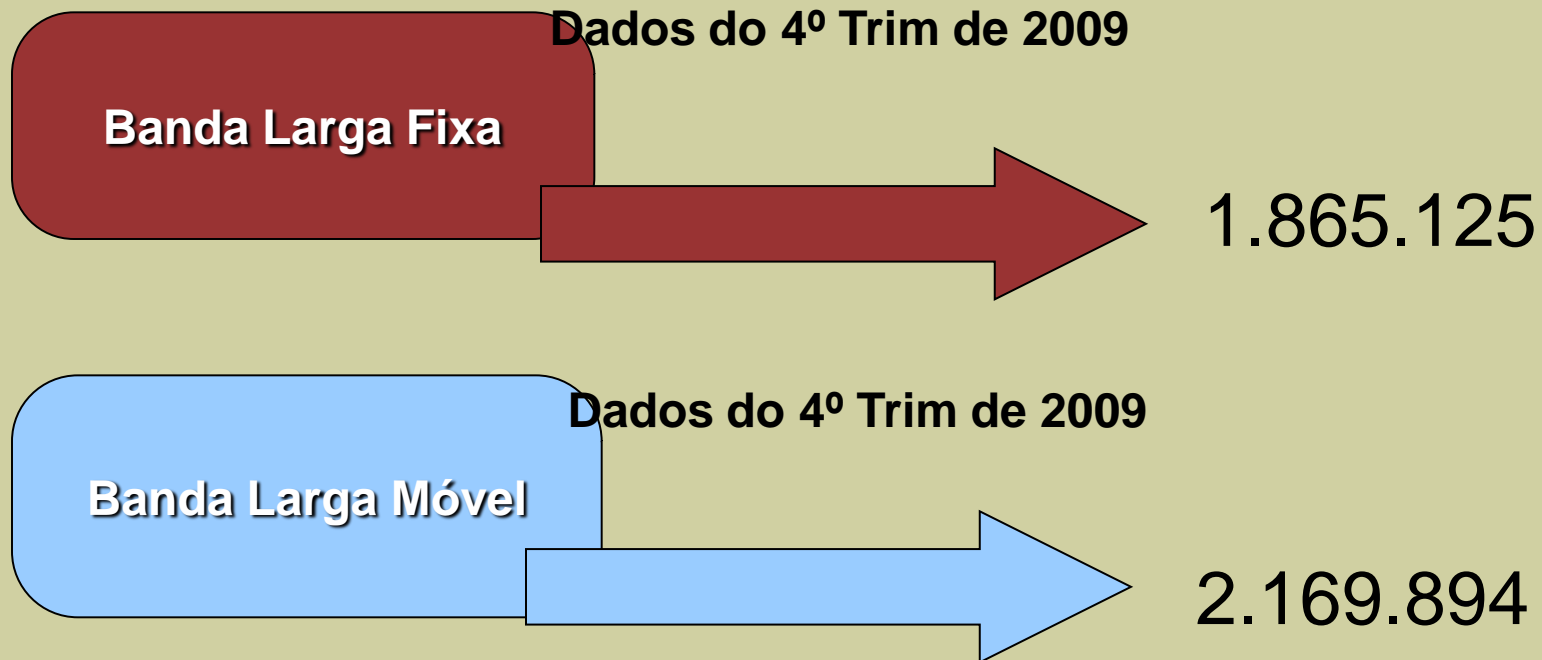 Dados do 4º Trim de 2009
Banda Larga Fixa
1.865.125
Dados do 4º Trim de 2009
Banda Larga Móvel
2.169.894